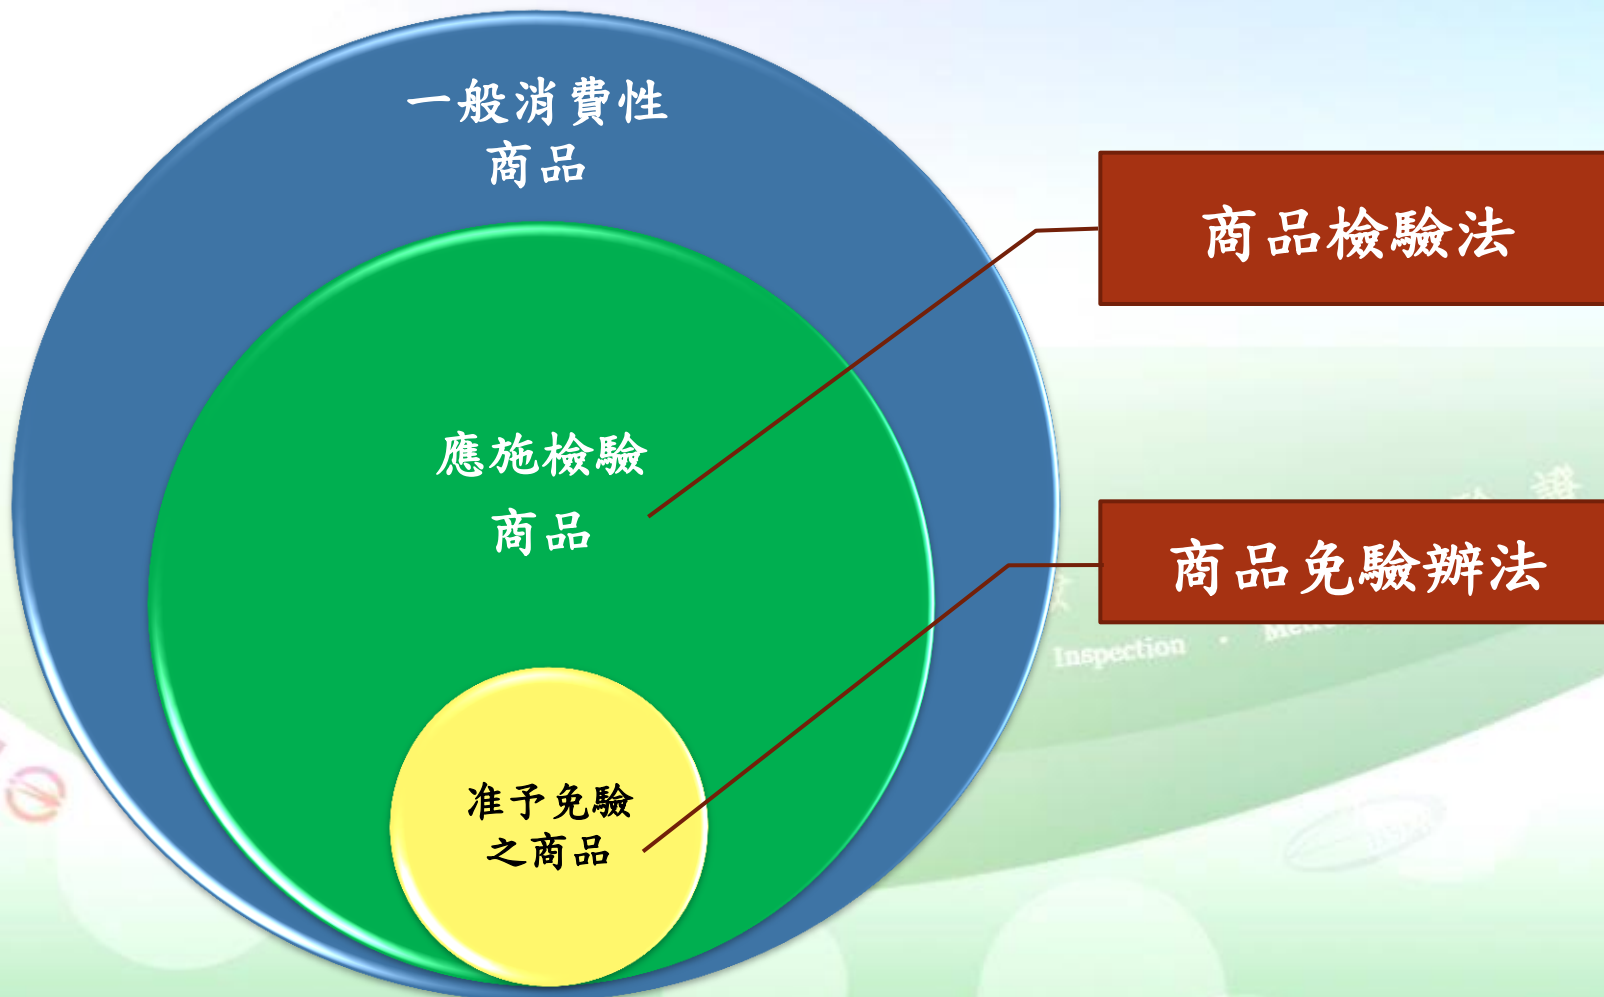 一般消費性
商品
商品檢驗法
應施檢驗
商品
商品免驗辦法
Inspection
准予免驗
之商品